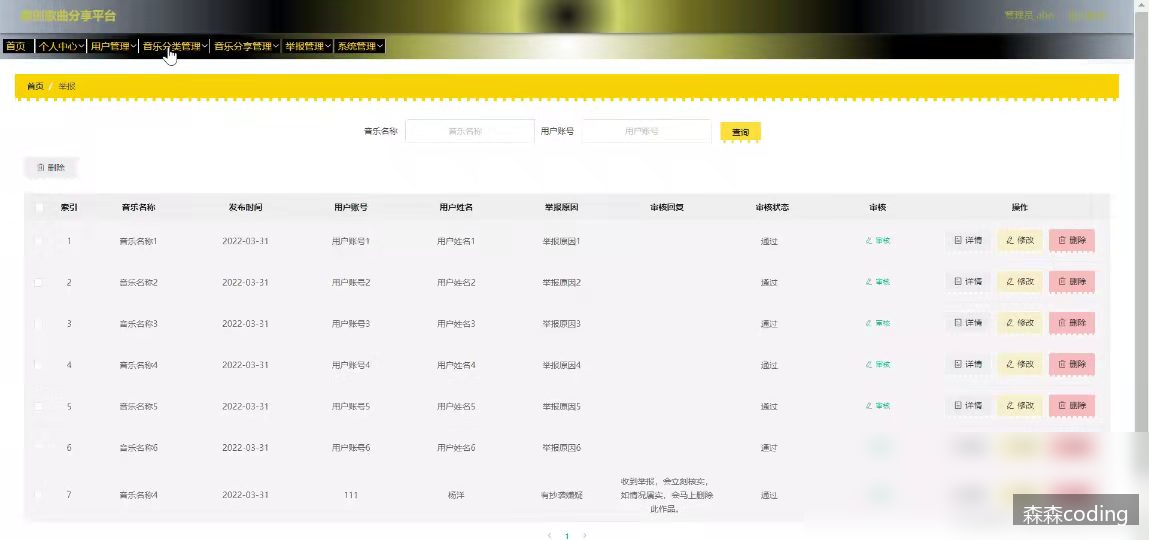 原创歌曲分享平台
管理员 abo
首页 个人中心 用户管理 音乐分类管理 音乐分享管理 举报管理 系统管理
首页 / 举报
音乐名称 音乐名称 用户账号 用户账号 查询
删除
索引 音乐名称 发布时间 用户账号 用户姓名 举报原因 审核回复 审核状态 审核 操作
1 音乐名称1 2022-03-31 用户账号1 用户姓名1 举报原因1 通过 审核 详情 修改 删除
2 音乐名称2 2022-03-31 用户账号2 用户姓名2 举报原因2 通过 审核 详情 修改 删除
3 音乐名称3 2022-03-31 用户账号3 用户姓名3 举报原因3 通过 审核 详情 修改 删除
4 音乐名称4 2022-03-31 用户账号4 用户姓名4 举报原因4 通过 审核 详情 修改 删除
5 音乐名称5 2022-03-31 用户账号5 用户姓名5 举报原因5 通过 审核 详情 修改 删除
6 音乐名称6 2022-03-31 用户账号6 用户姓名6 举报原因6 通过
7 音乐名称4 2022-03-31 111 杨洋 有抄袭嫌疑 收到举报，会立刻核实，
如情况属实，会马上删除
此作品。 通过
森森coding
1